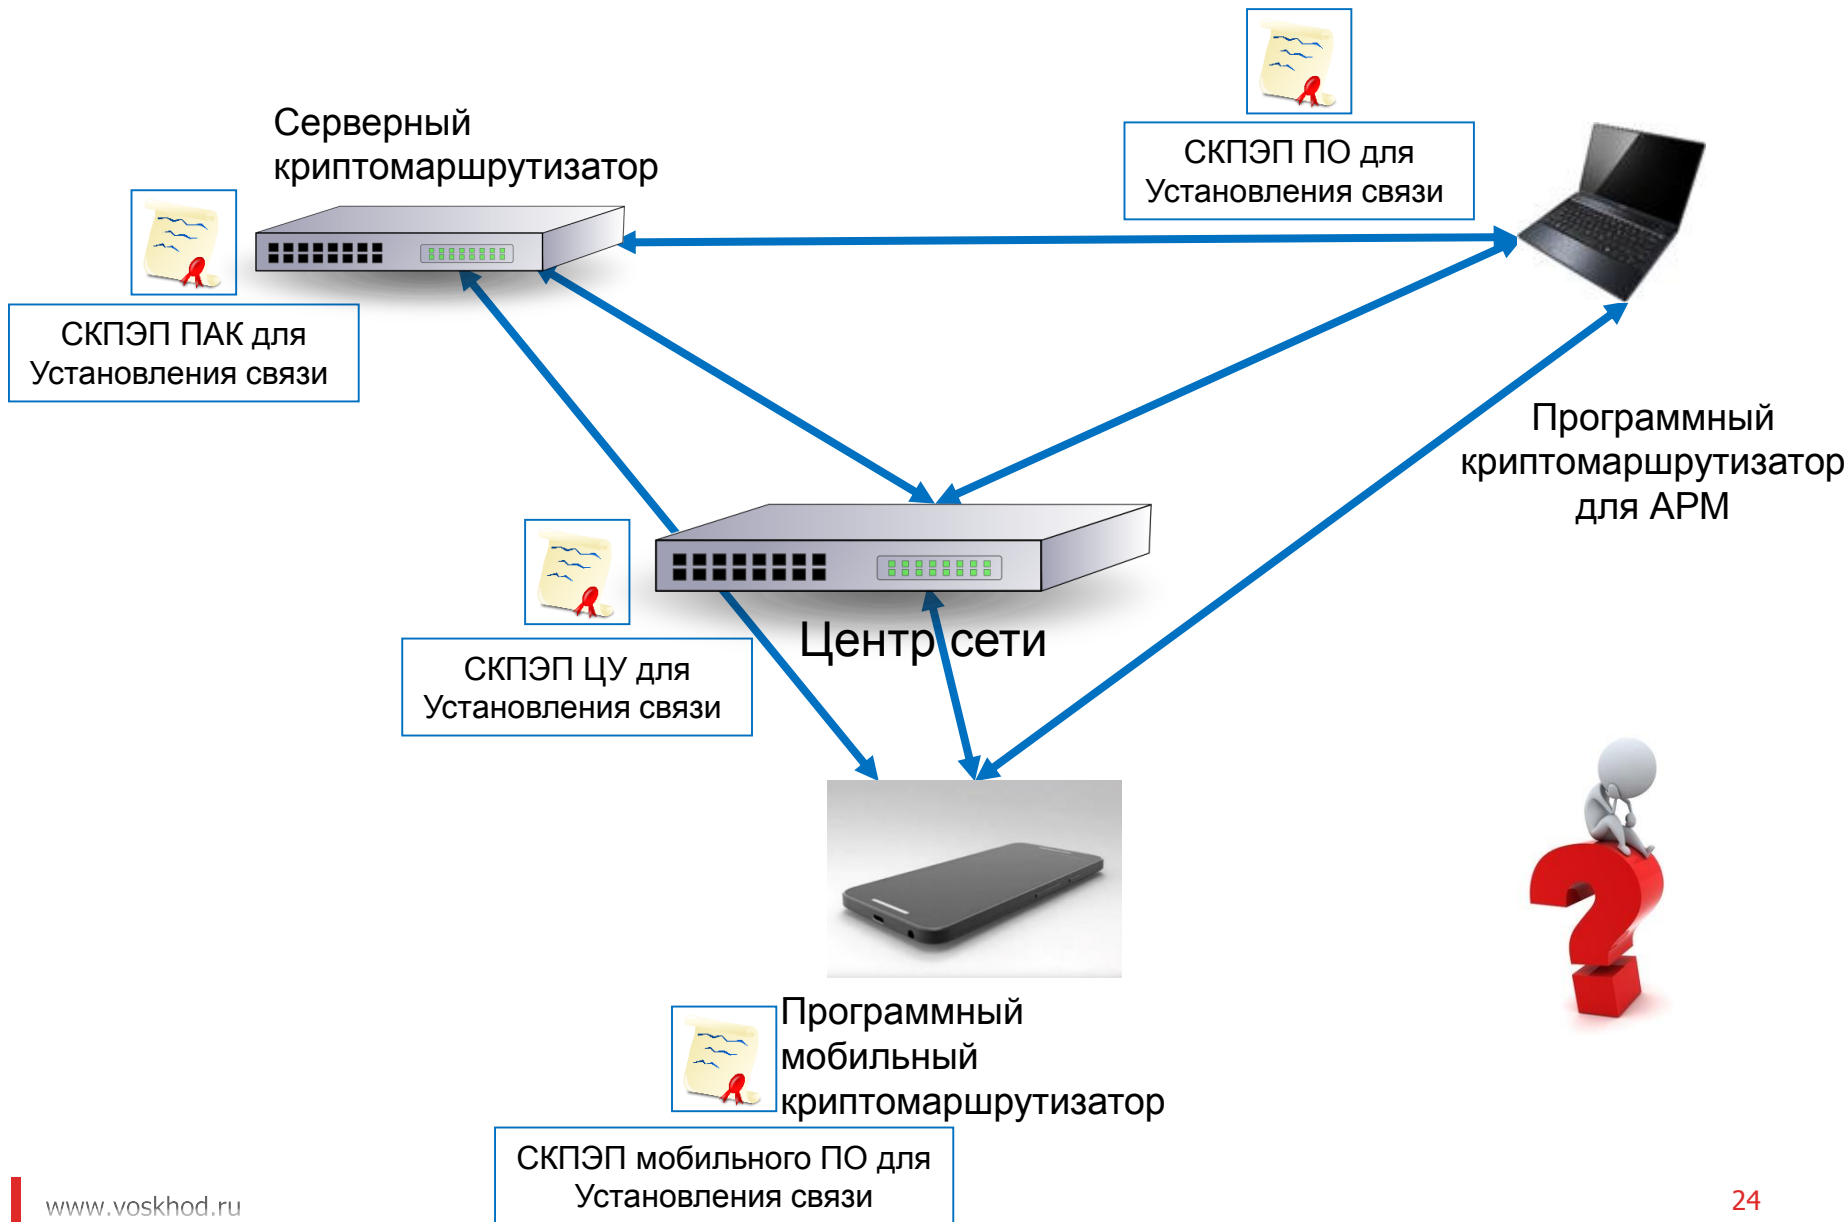 СКПЭП ПО для
Установления связи
Серверный
криптомаршрутизатор
СКПЭП ПАК для
Установления связи
Программный
криптомаршрутизатор
для АРМ
Центр сети
СКПЭП ЦУ для
Установления связи
Программный
мобильный
криптомаршрутизатор
СКПЭП мобильного ПО для
Установления связи
www.voskhod.ru
24